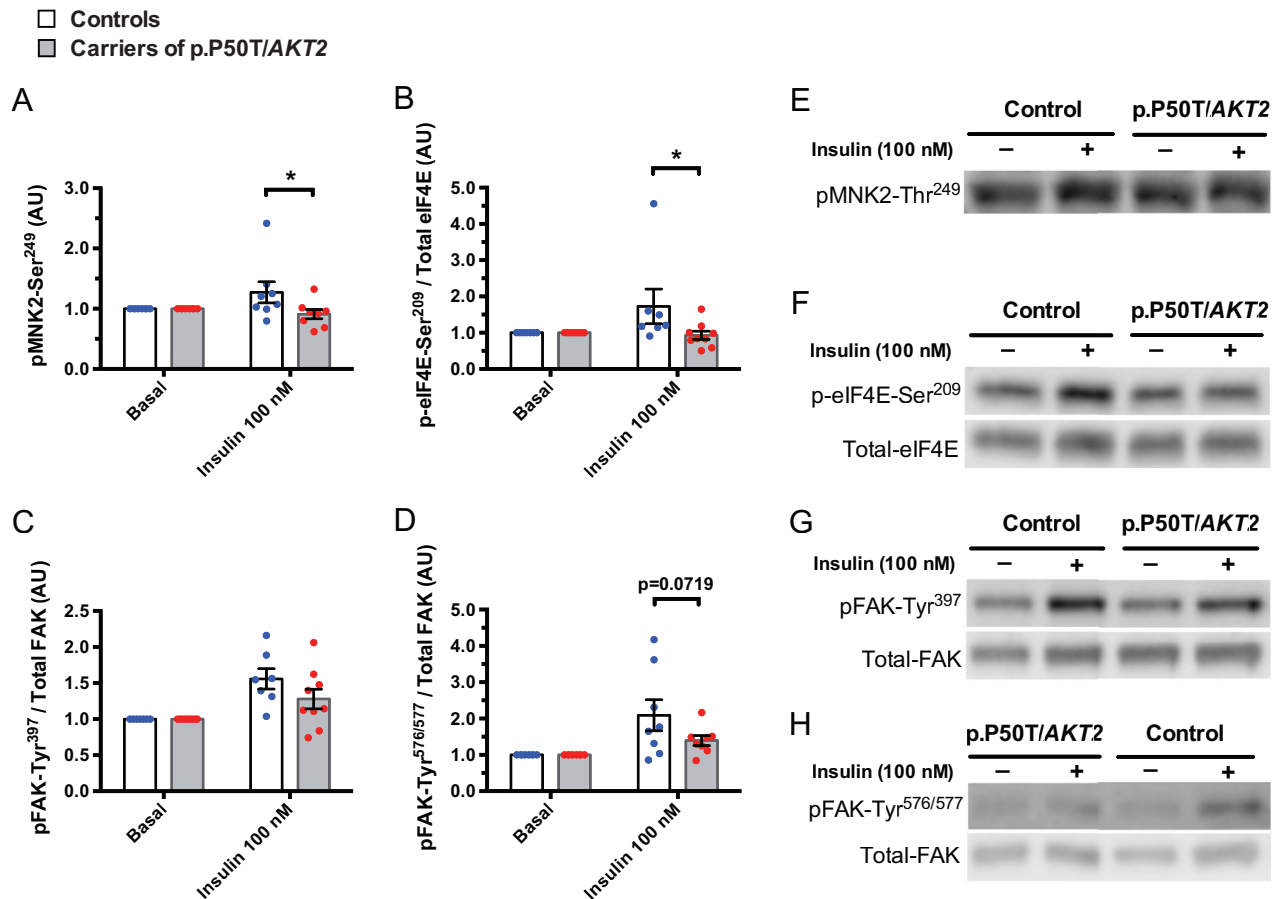 Controls
Carriers of p.P50T/AKT2
A
pMNK2-Ser249 (AU)
3.0
2.0
1.0
0.0
*
Basal
Insulin 100 nM
B
p-eIF4E-Ser209 / Total eIF4E (AU)
5.0
4.0
3.0
2.0
1.0
0.0
*
Basal
Insulin 100 nM
C
pFAK-Tyr397 / Total FAK (AU)
2.5
2.0
1.5
1.0
0.5
0.0
Basal
Insulin 100 nM
D
pFAK-Tyr576/577 / Total FAK (AU)
5.0
4.0
3.0
2.0
1.0
0.0
p=0.0719
Basal
Insulin 100 nM
E
Control p.P50T/AKT2
Insulin (100 nM) − + − +
pMNK2-Thr249
F
Control p.P50T/AKT2
Insulin (100 nM) − + − +
p-eIF4E-Ser209
Total-eIF4E
G
Control p.P50T/AKT2
Insulin (100 nM) − + − +
pFAK-Tyr397
Total-FAK
H
p.P50T/AKT2 Control
Insulin (100 nM) − + − +
pFAK-Tyr576/577
Total-FAK